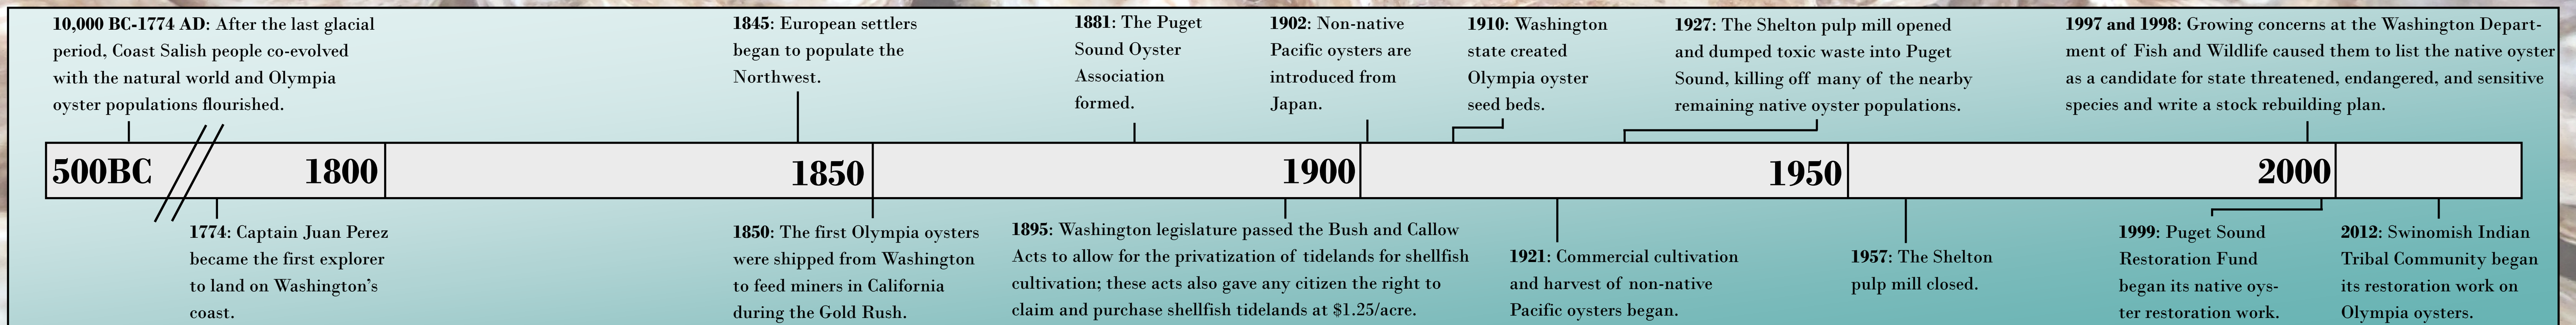 10,000 BC-1774 AD: After the last glacial
period, Coast Salish people co-evolved
with the natural world and Olympia
oyster populations flourished.
1845: European settlers
began to populate the
Northwest.
1881: The Puget
Sound Oyster
Association
formed.
1902: Non-native
Pacific oysters are
introduced from
Japan.
1910: Washington
state created
Olympia oyster
seed beds.
1927: The Shelton pulp mill opened
and dumped toxic waste into Puget
Sound, killing off many of the nearby
remaining native oyster populations.
1997 and 1998: Growing concerns at the Washington Depart-
ment of Fish and Wildlife caused them to list the native oyster
as a candidate for state threatened, endangered, and sensitive
species and write a stock rebuilding plan.
500BC
1800
1850
1900
1950
2000
1774: Captain Juan Perez
became the first explorer
to land on Washington's
coast.
1850: The first Olympia oysters
were shipped from Washington
to feed miners in California
during the Gold Rush.
1895: Washington legislature passed the Bush and Callow
Acts to allow for the privatization of tidelands for shellfish
cultivation; these acts also gave any citizen the right to
claim and purchase shellfish tidelands at $1.25/acre.
1921: Commercial cultivation
and harvest of non-native
Pacific oysters began.
1957: The Shelton
pulp mill closed.
1999: Puget Sound
Restoration Fund
began its native oys-
ter restoration work.
2012: Swinomish Indian
Tribal Community began
its restoration work on
Olympia oysters.